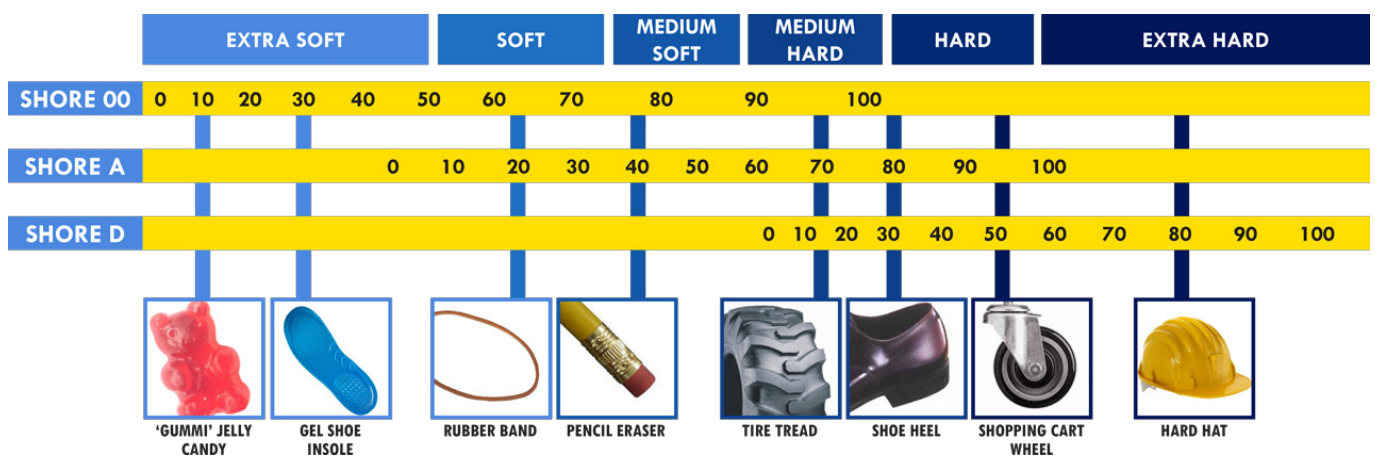 EXTRA SOFT
SOFT
MEDIUM
SOFT
MEDIUM
HARD
HARD
EXTRA HARD
SHORE 00 0 10 20 30 40 50 60 70 80 90 100
SHORE A 0 10 20 30 40 50 60 70 80 90 100
SHORE D 0 10 20 30 40 50 60 70 80 90 100
'GUMMI' JELLY
CANDY
GEL SHOE
INSOLE
RUBBER BAND
PENCIL ERASER
TIRE TREAD
SHOE HEEL
SHOPPING CART
WHEEL
HARD HAT